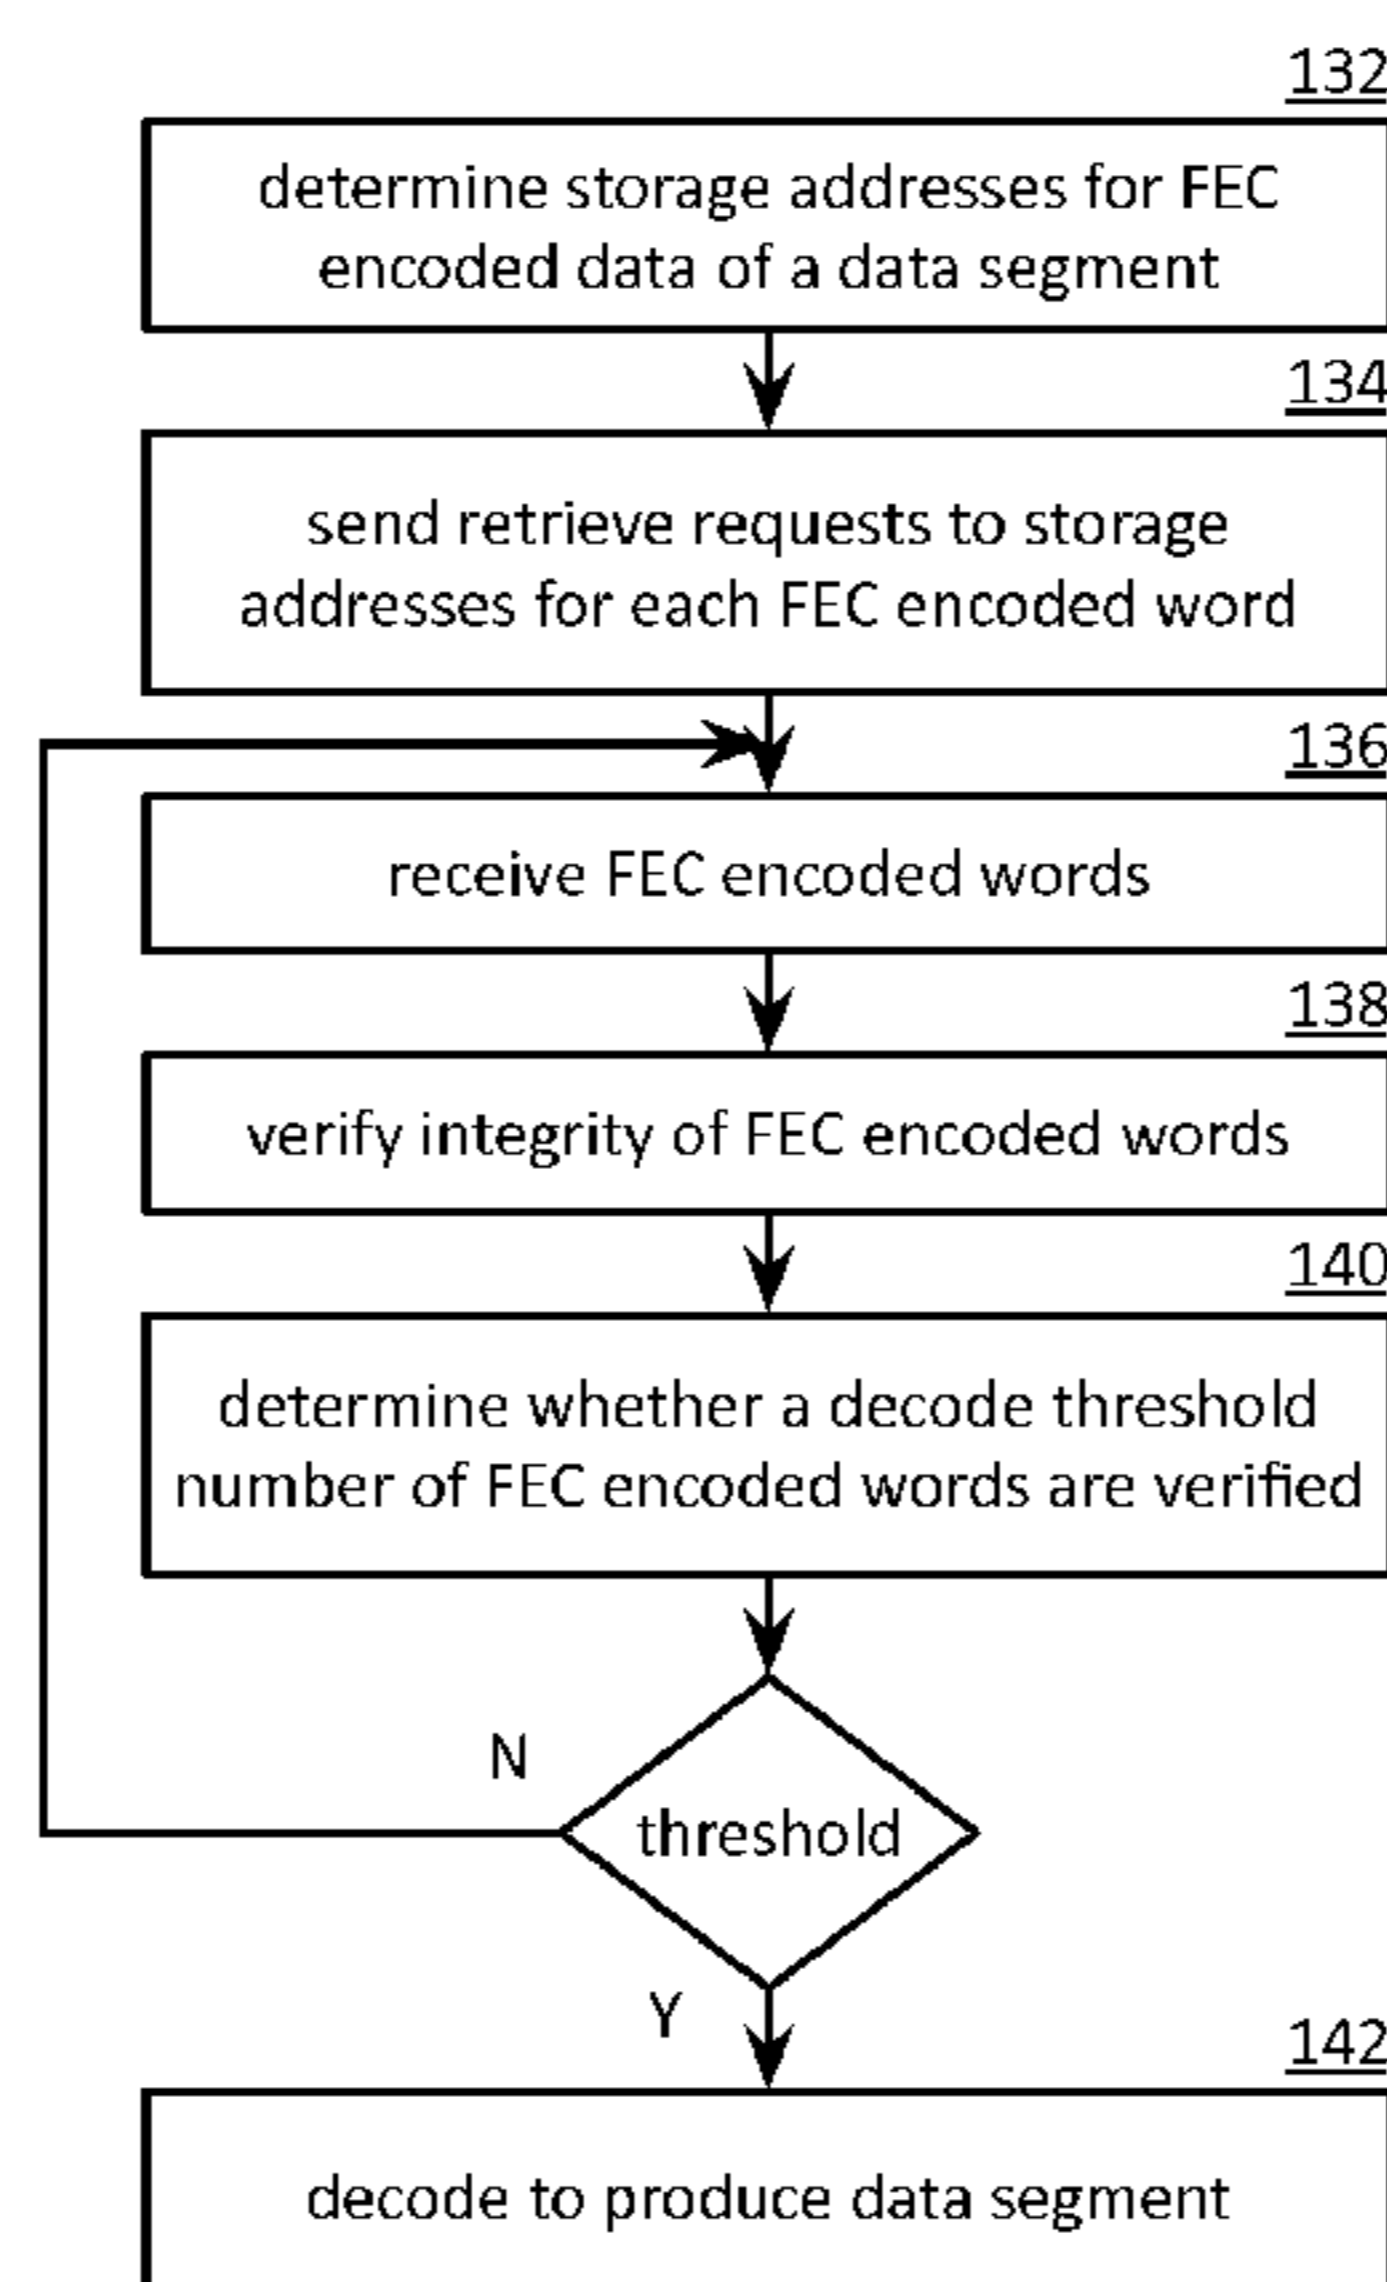 132
determine storage addresses for FEC
encoded data of a data segment
134
send retrieve requests to storage
addresses for each FEC encoded word
136
receive FEC encoded words
138
verify integrity of FEC encoded words
140
determine whether a decode threshold
number of FEC encoded words are verified
N
threshold
Y
142
decode to produce data segment